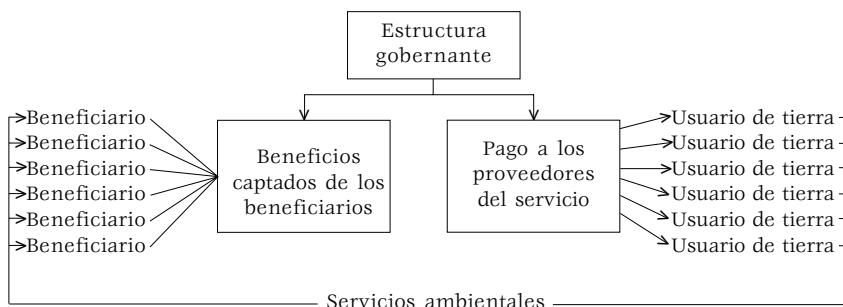 Estructura
gobernante
Beneficiario
Beneficiario
Beneficiario
Beneficiario
Beneficiario
Beneficiario
Beneficios
captados de los
beneficiarios
Pago a los
proveedores
del servicio
Usuario de tierra
Usuario de tierra
Usuario de tierra
Usuario de tierra
Usuario de tierra
Usuario de tierra
Servicios ambientales